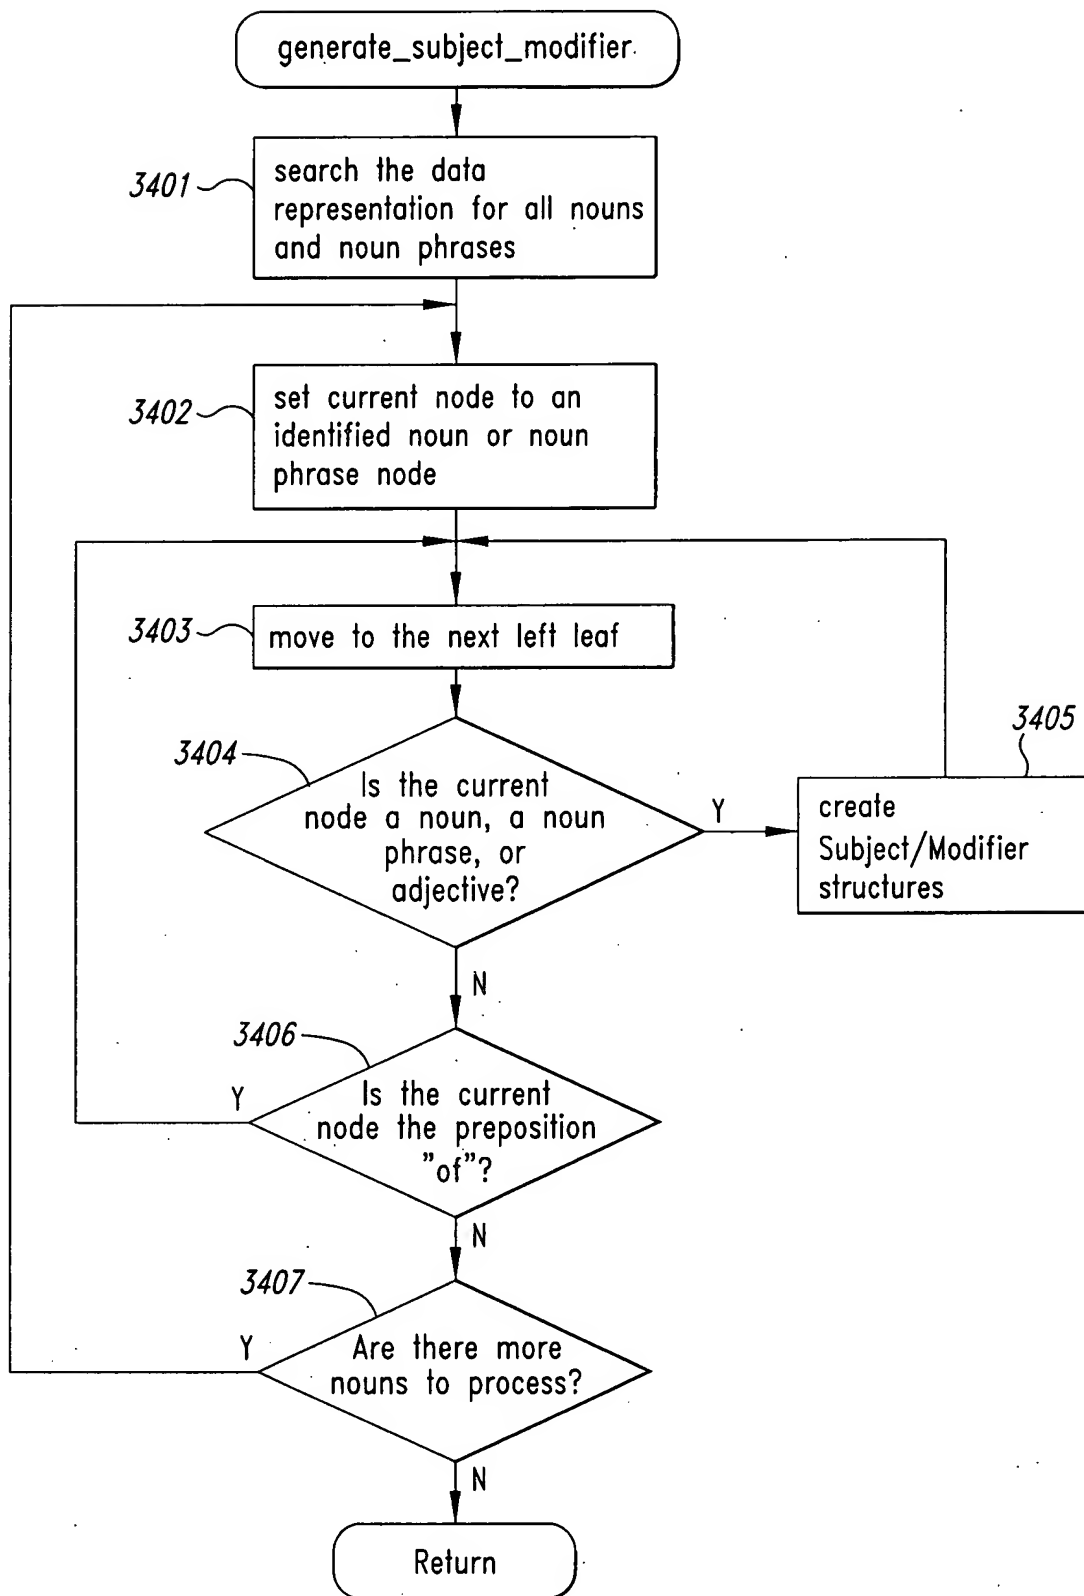 generate_subject_modifier
3401
search the data
representation for all nouns
and noun phrases
3402
set current node to an
identified noun or noun
phrase node
3403
move to the next left leaf
3404
Is the current
node a noun, a noun
phrase, or
adjective?
Y
3405
create
Subject/Modifier
structures
N
3406
Is the current
node the preposition
"of"?
Y
N
3407
Are there more
nouns to process?
Y
N
Return